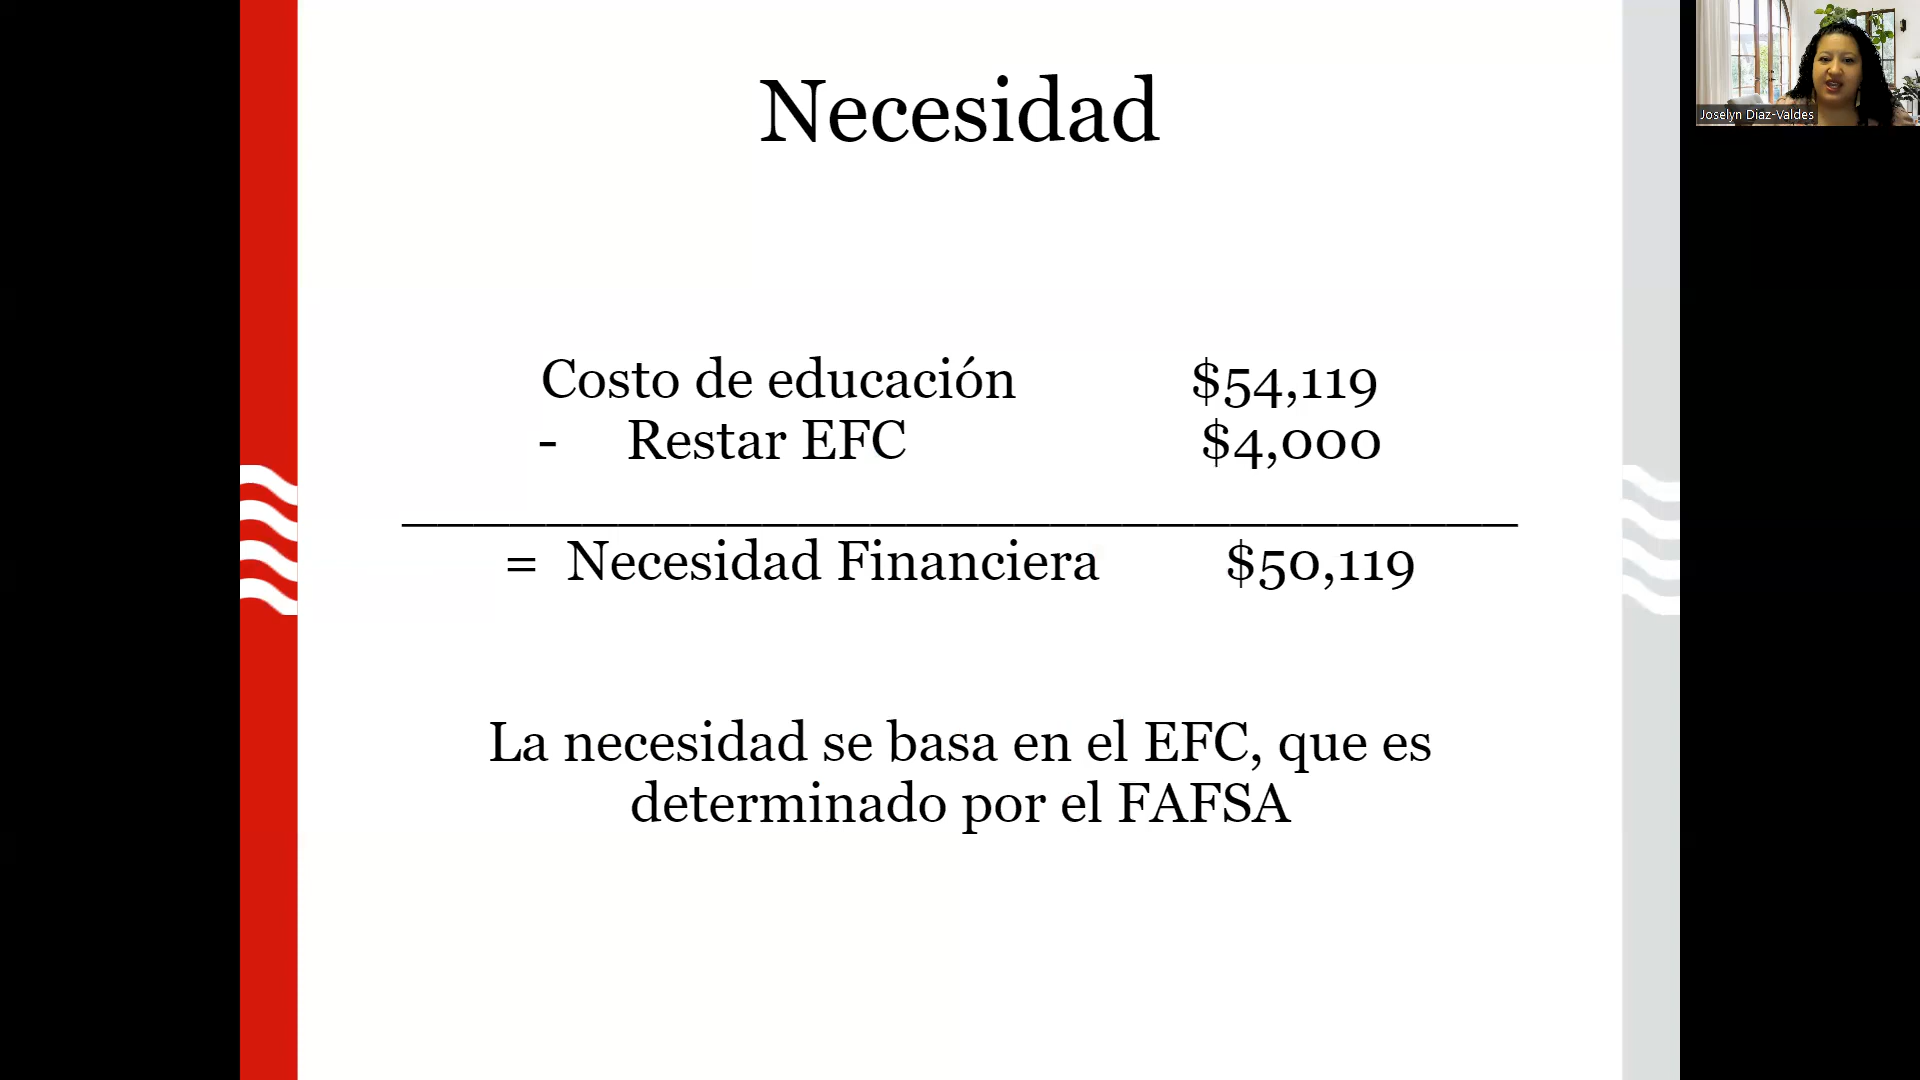 Necesidad
Joselyn Diaz-Valdes
Costo de educación $54,119
- Restar EFC $4,000
= Necesidad Financiera $50,119
La necesidad se basa en el EFC, que es
determinado por el FAFSA